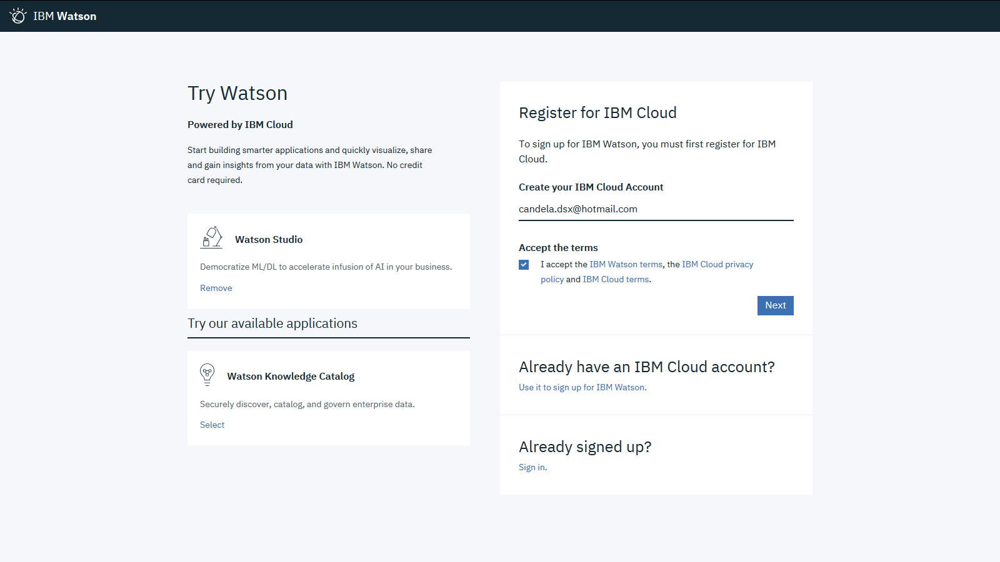 IBM Watson
Try Watson
Powered by IBM Cloud
Start building smarter applications and quickly visualize, share
and gain insights from your data with IBM Watson. No credit
card required.
Watson Studio
Democratize ML/DL to accelerate infusion of AI in your business.
Remove
Try our available applications
Watson Knowledge Catalog
Securely discover, catalog, and govern enterprise data.
Select
Register for IBM Cloud
To sign up for IBM Watson, you must first register for IBM
Cloud.
Create your IBM Cloud Account
candela.dsx@hotmail.com
Accept the terms
I accept the IBM Watson terms, the IBM Cloud privacy
policy and IBM Cloud terms.
Next
Already have an IBM Cloud account?
Use it to sign up for IBM Watson.
Already signed up?
Sign in.